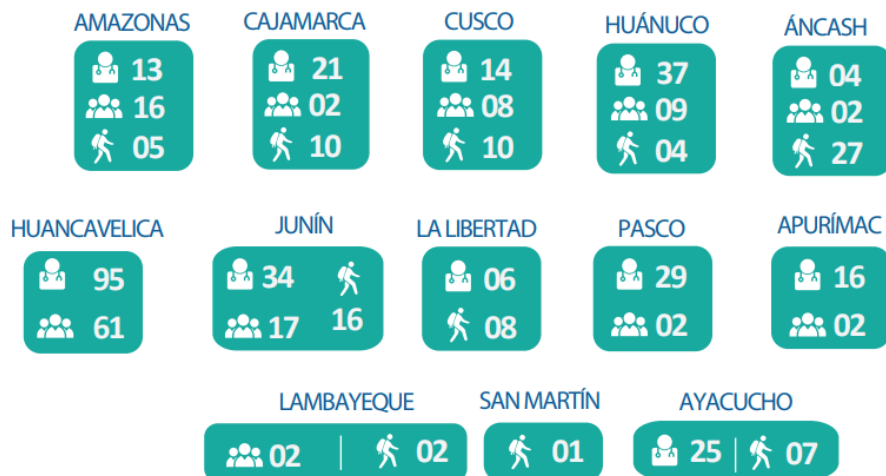 AMAZONAS
13
16
05
CAJAMARCA
21
02
10
CUSCO
14
08
10
HUÁNUCO
37
09
04
ÁNCASH
04
02
27
HUANCAVELICA
95
61
JUNÍN
34
17
16
LA LIBERTAD
06
08
PASCO
29
02
APURÍMAC
16
02
LAMBAYEQUE
02
02
SAN MARTÍN
01
AYACUCHO
25
07